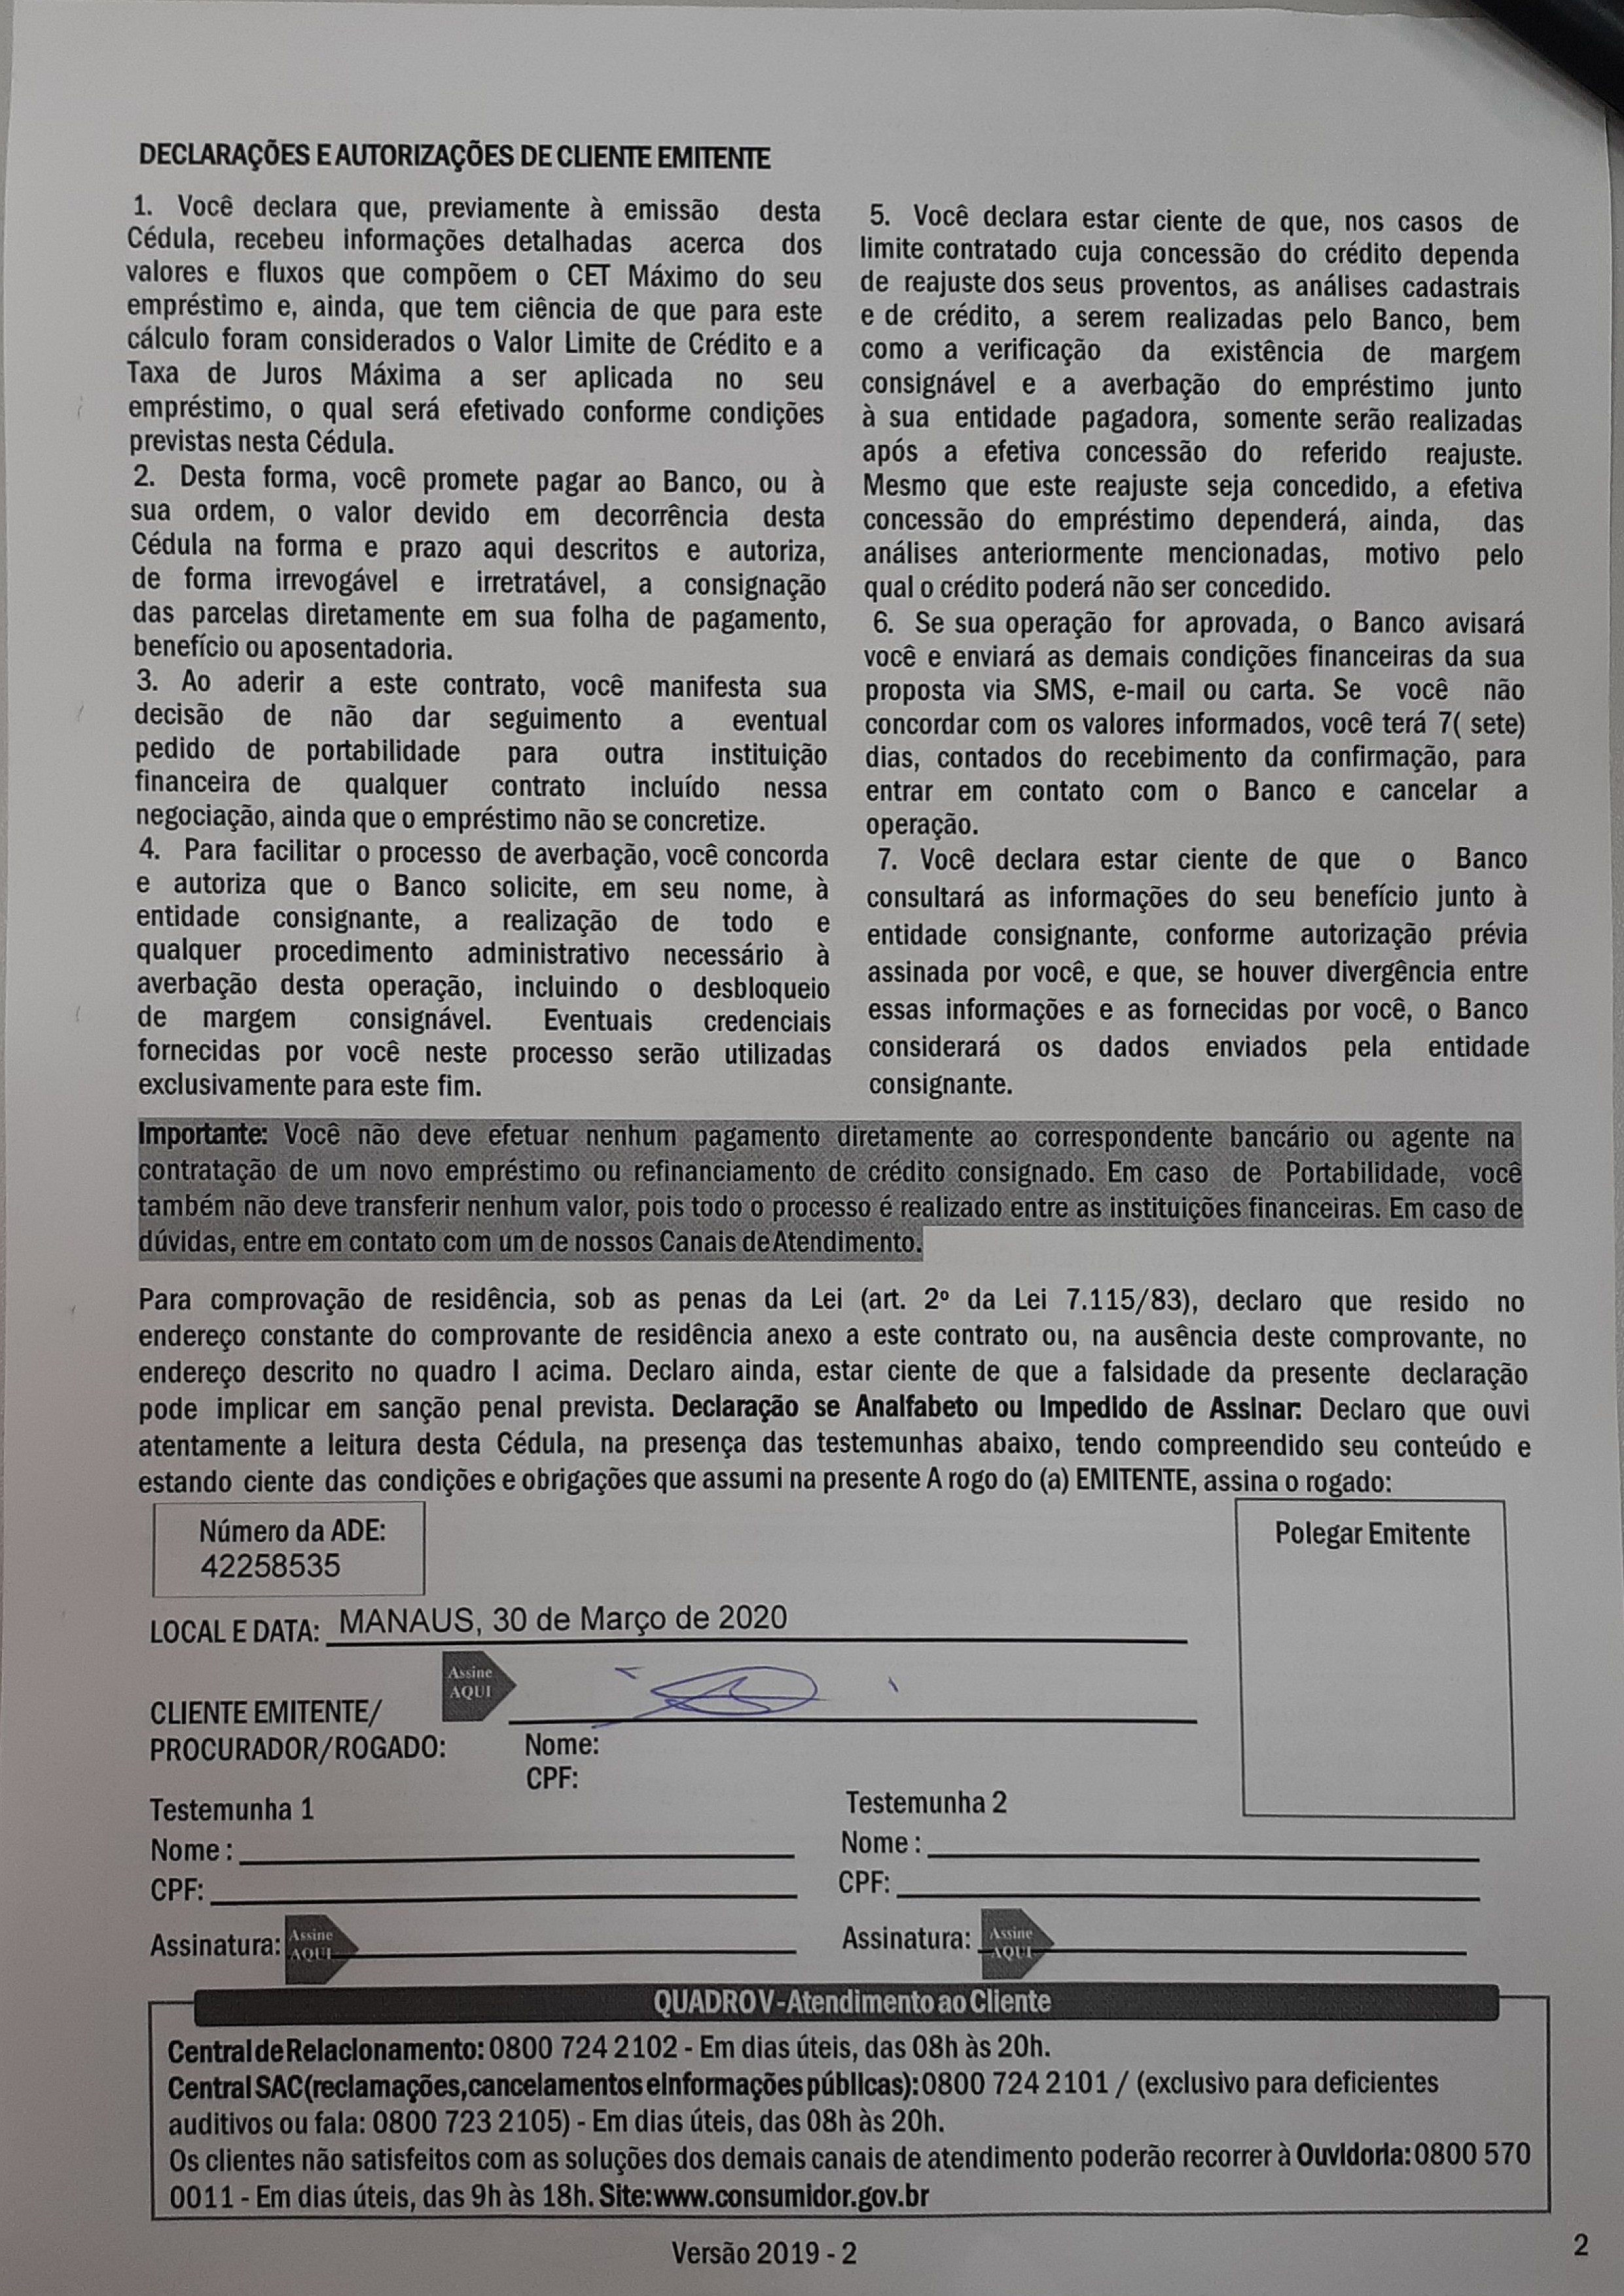 DECLARAÇÕES E AUTORIZAÇÕES DE CLIENTE EMITENTE
1. Você declara que, previamente à emissão desta
Cédula, recebeu informações detalhadas acerca dos
valores e fluxos que compõem o CET Máximo do seu
empréstimo e, ainda, que tem ciência de que para este
cálculo foram considerados o Valor Limite de Crédito e a
Taxa de Juros Máxima a ser aplicada no seu
empréstimo, o qual será efetivado conforme condições
previstas nesta Cédula.
2. Desta forma, você promete pagar ao Banco, ou à
sua ordem, o valor devido em decorrência desta
Cédula na forma e prazo aqui descritos e autoriza,
de forma irrevogável e irretratável, a consignação
das parcelas diretamente em sua folha de pagamento,
benefício ou aposentadoria.
3. Ao aderir a este contrato, você manifesta sua
decisão de não dar seguimento a eventual
pedido de portabilidade para outra instituição
financeira de qualquer contrato incluído nessa
negociação, ainda que o empréstimo não se concretize.
4. Para facilitar o processo de averbação, você concorda
e autoriza que o Banco solicite, em seu nome, à
entidade consignante, a realização de todo e
qualquer procedimento administrativo necessário à
averbação desta operação, incluindo o desbloqueio
de margem consignável. Eventuais credenciais
fornecidas por você neste processo serão utilizadas
exclusivamente para este fim.
5. Você declara estar ciente de que, nos casos de
limite contratado cuja concessão do crédito dependa
de reajuste dos seus proventos, as análises cadastrais
e de crédito, a serem realizadas pelo Banco, bem
como a verificação da existência de margem
consignável e a averbação do empréstimo junto
à sua entidade pagadora, somente serão realizadas
após a efetiva concessão do referido reajuste.
Mesmo que este reajuste seja concedido, a efetiva
concessão do empréstimo dependerá, ainda, das
análises anteriormente mencionadas, motivo pelo
qual o crédito poderá não ser concedido.
6. Se sua operação for aprovada, o Banco avisará
você e enviará as demais condições financeiras da sua
proposta via SMS, e-mail ou carta. Se você não
concordar com os valores informados, você terá 7( sete)
dias, contados do recebimento da confirmação, para
entrar em contato com o Banco e cancelar a
operação.
7. Você declara estar ciente de que o Banco
consultará as informações do seu benefício junto à
entidade consignante, conforme autorização prévia
assinada por você, e que, se houver divergência entre
essas informações e as fornecidas por você, o Banco
considerará os dados enviados pela entidade
consignante.
Importante: Você não deve efetuar nenhum pagamento diretamente ao correspondente bancário ou agente na
contratação de um novo empréstimo ou refinanciamento de crédito consignado. Em caso de Portabilidade, você
também não deve transferir nenhum valor, pois todo o processo é realizado entre as instituições financeiras. Em caso de
dúvidas, entre em contato com um de nossos Canais de Atendimento.
Para comprovação de residência, sob as penas da Lei (art. 2º da Lei 7.115/83), declaro que resido no
endereço constante do comprovante de residência anexo a este contrato ou, na ausência deste comprovante, no
endereço descrito no quadro I acima. Declaro ainda, estar ciente de que a falsidade da presente declaração
pode implicar em sanção penal prevista. Declaração se Analfabeto ou Impedido de Assinar: Declaro que ouvi
atentamente a leitura desta Cédula, na presença das testemunhas abaixo, tendo compreendido seu conteúdo e
estando ciente das condições e obrigações que assumi na presente A rogo do (a) EMITENTE, assina o rogado:
Número da ADE:
42258535
Polegar Emitente
LOCAL E DATA: MANAUS, 30 de Março de 2020
Assine
AQUI
CLIENTE EMITENTE/
PROCURADOR/ROGADO:
Nome:
CPF:
Testemunha 1
Nome :
CPF:
Assinatura: Assine
AQUI
Testemunha 2
Nome :
CPF:
Assinatura: Assine
AQUI
QUADRO V - Atendimento ao Cliente
Central de Relacionamento: 0800 724 2102 - Em dias úteis, das 08h às 20h.
Central SAC (reclamações, cancelamentos e informações públicas): 0800 724 2101 / (exclusivo para deficientes
auditivos ou fala: 0800 723 2105) - Em dias úteis, das 08h às 20h.
Os clientes não satisfeitos com as soluções dos demais canais de atendimento poderão recorrer à Ouvidoria: 0800 570
0011 - Em dias úteis, das 9h às 18h. Site: www.consumidor.gov.br
Versão 2019 - 2
2